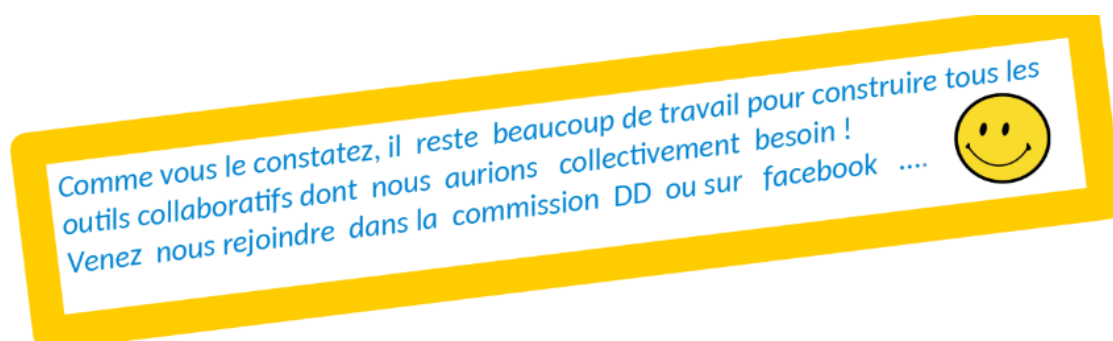 Comme vous le constatez, il reste beaucoup de travail pour construire tous les
outils collaboratifs dont nous aurions collectivement besoin !
Venez nous rejoindre dans la commission DD ou sur facebook ....